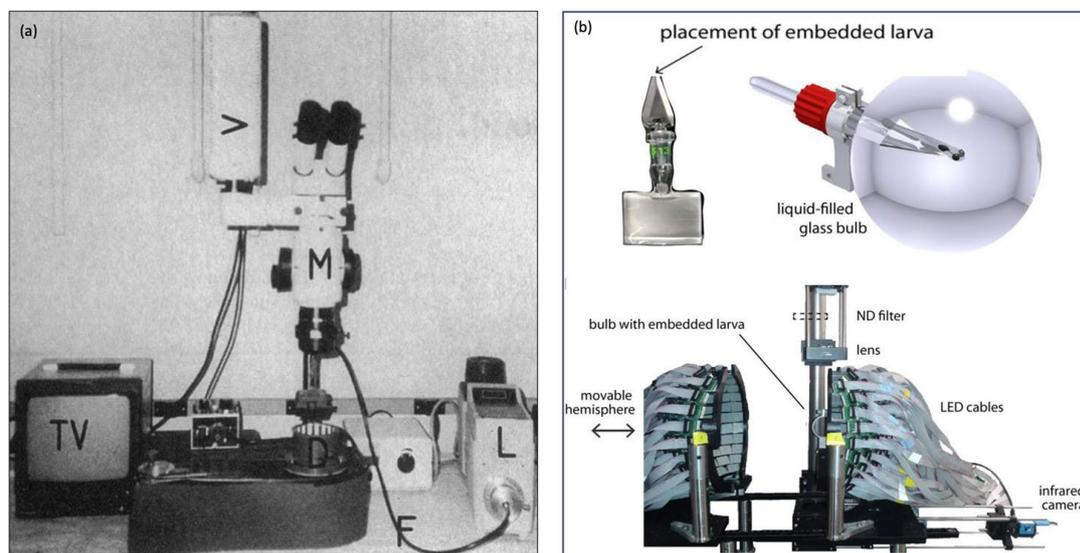 (a)
V
M
TV
D
L
F
(b)
placement of embedded larva
liquid-filled
glass bulb
ND filter
bulb with embedded larva
lens
movable
hemisphere
LED cables
infrared
camera